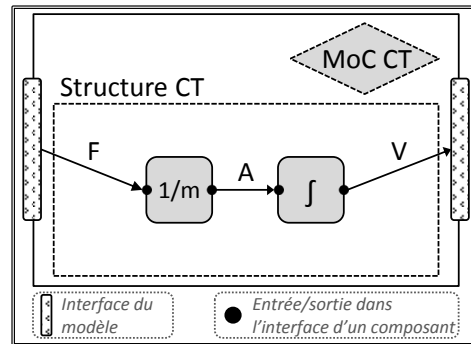 MoC CT
Structure CT
F
1/m
A
∫
V
Interface du
modèle
Entrée/sortie dans
l'interface d'un composant